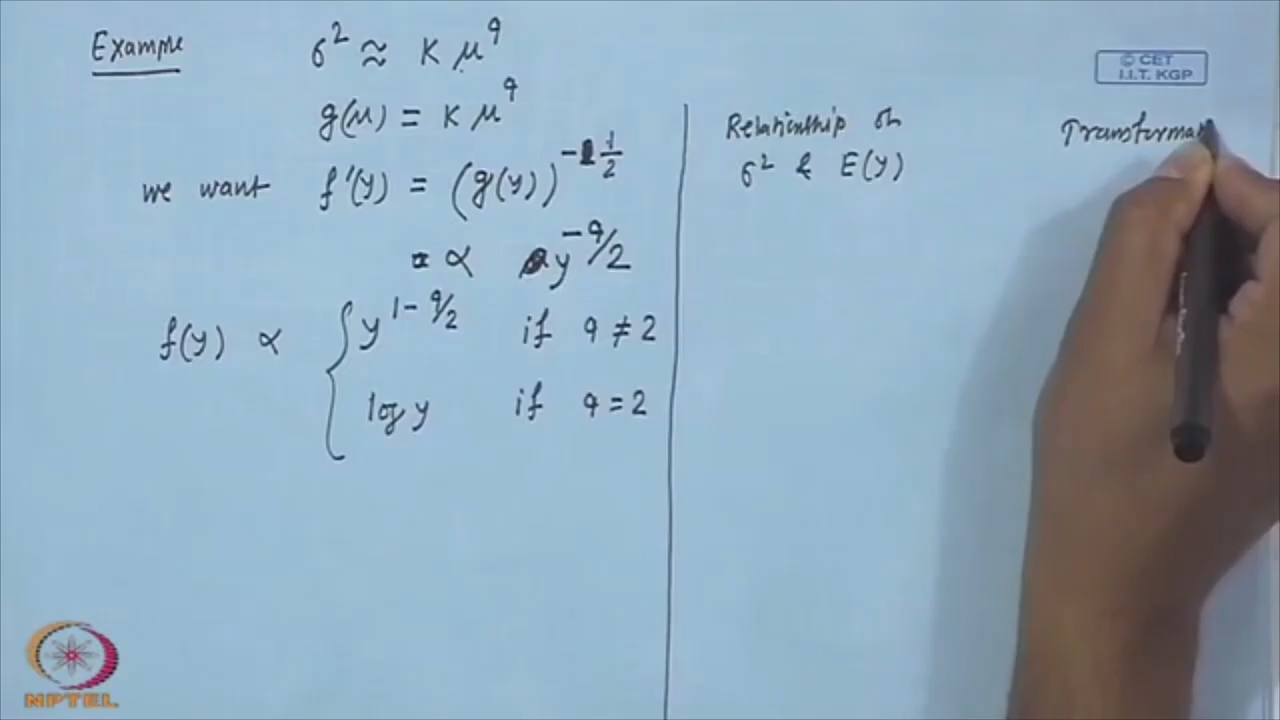 Example σ² ≈ K μ^q
g(μ) = K μ^q
we want f'(y) = (g(y))^-1/2
∝ y^-q/2
f(y) ∝ { y^1-q/2 if q ≠ 2
log y if q = 2
© CET
I.I.T. KGP
Relationship on
σ² & E(y)
Transforma
NPTEL